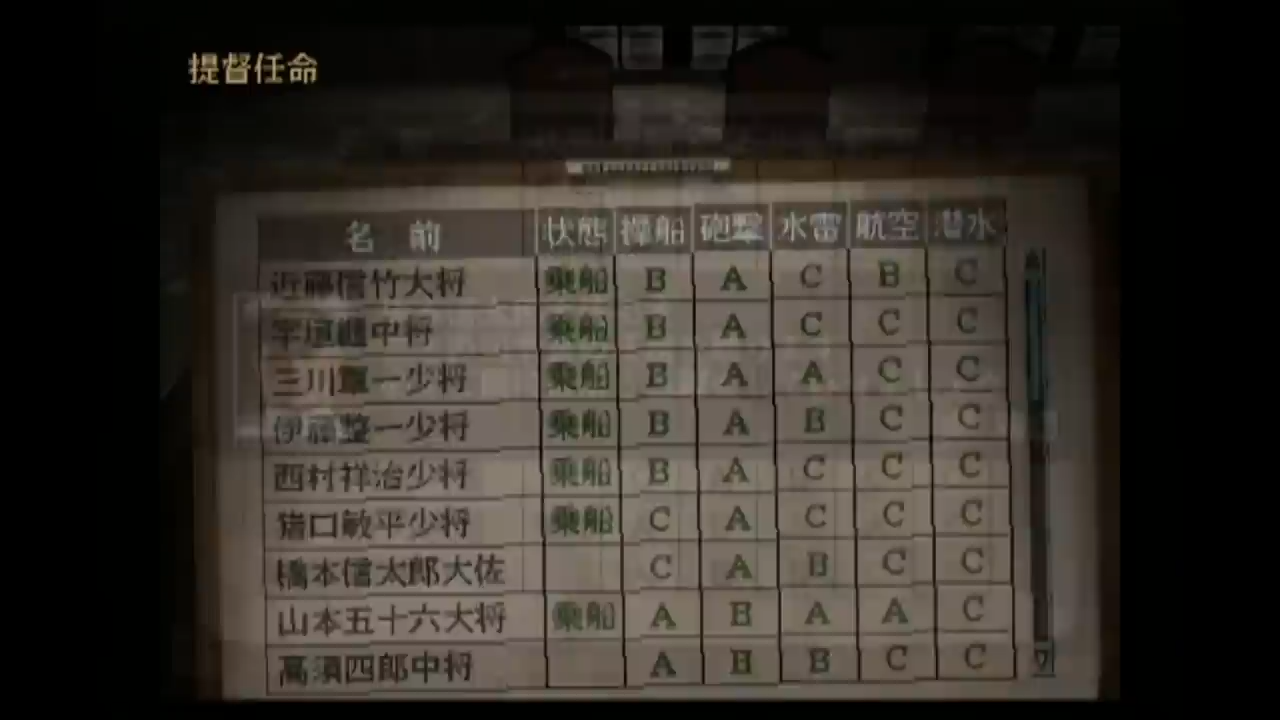 提督任命
名前 状態 操船 砲撃 水雷 航空 潜水
近藤信竹大将 乗船 B A C B C
宇垣纏中将 乗船 B A C C C
三川軍一少将 乗船 B A A C C
伊藤整一少将 乗船 B A B C C
西村祥治少将 乗船 B A C C C
猪口敏平少将 乗船 C A C C C
橋本信太郎大佐 C A B C C
山本五十六大将 乗船 A B A A C
高須四郎中将 A B B C C